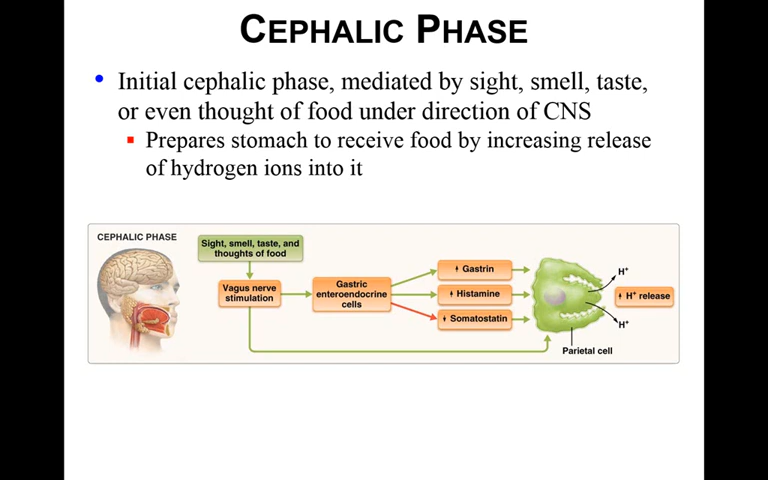 CEPHALIC PHASE
• Initial cephalic phase, mediated by sight, smell, taste,
or even thought of food under direction of CNS
▪ Prepares stomach to receive food by increasing release
of hydrogen ions into it
CEPHALIC PHASE
Sight, smell, taste, and
thoughts of food
Vagus nerve
stimulation
Gastric
enteroendocrine
cells
Gastrin
Histamine
Somatostatin
H⁺
H⁺ release
H⁺
Parietal cell